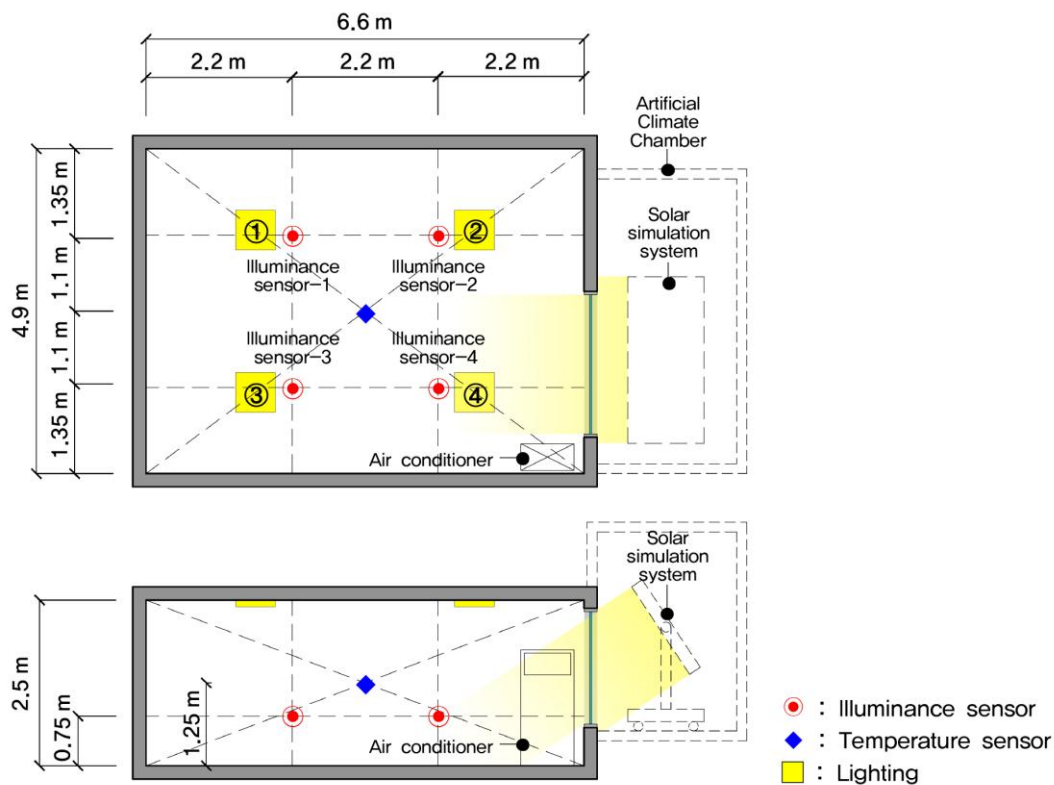 6.6 m
2.2 m
2.2 m
2.2 m
Artificial
Climate
Chamber
4.9 m
1.35 m
1.1 m
1.1 m
1.35 m
Solar
simulation
system
①
②
Illuminance
sensor-1
Illuminance
sensor-2
Illuminance
sensor-3
Illuminance
sensor-4
③
④
Air conditioner
Solar
simulation
system
2.5 m
0.75 m
1.25 m
Air conditioner
: Illuminance sensor
: Temperature sensor
: Lighting